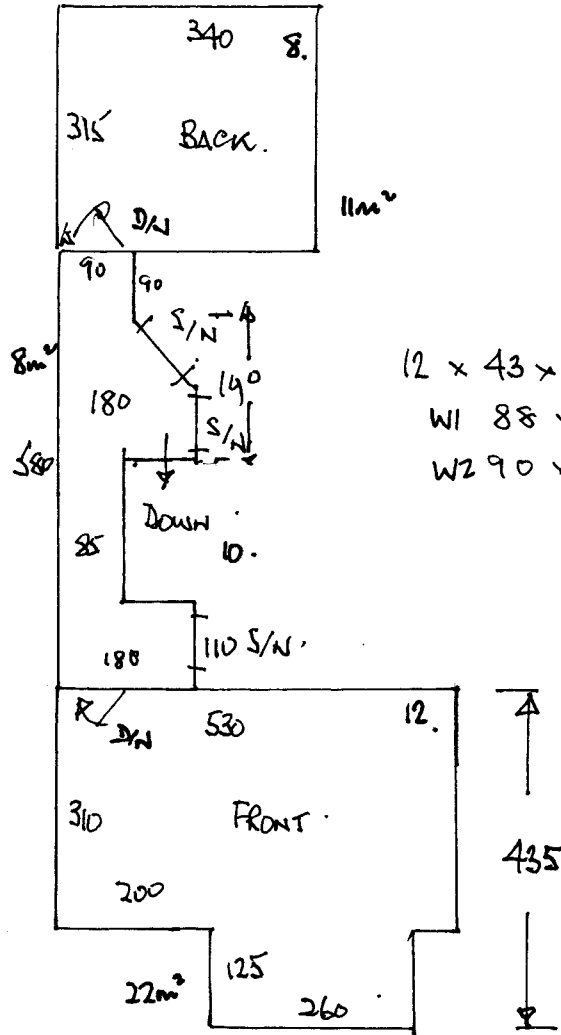 340
8.
315
BACK.
11m²
D/N
90
90
S/N
8m²
140
180
S/N
580
12 x 43 x
W1 88 x
W2 90 x
DOWN
85
10.
110 S/N.
180
D/N
530
12.
310
FRONT.
435
200
125
22m²
260